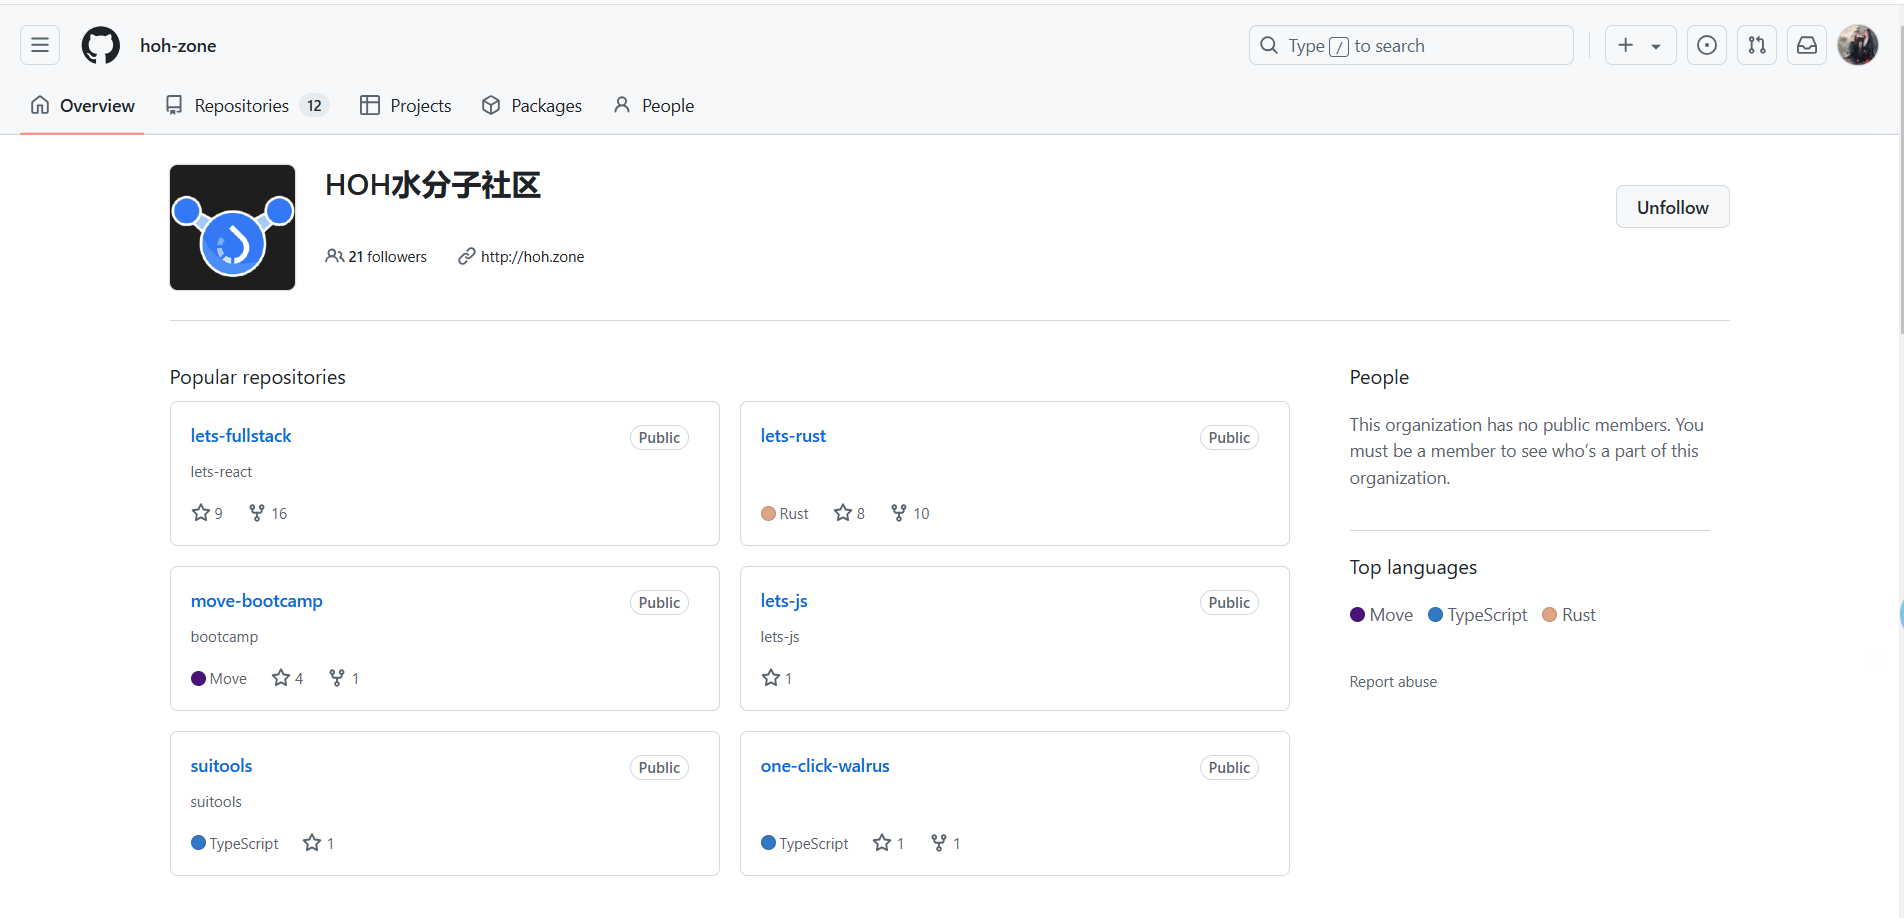 hoh-zone
Type / to search
Overview
Repositories 12
Projects
Packages
People
HOH水分子社区
21 followers
http://hoh.zone
Unfollow
Popular repositories
lets-fullstack
Public
lets-react
9 16
lets-rust
Public
Rust 8 10
move-bootcamp
Public
bootcamp
Move 4 1
lets-js
Public
lets-js
1
suitools
Public
suitools
TypeScript 1
one-click-walrus
Public
TypeScript 1 1
People
This organization has no public members. You
must be a member to see who's a part of this
organization.
Top languages
Move TypeScript Rust
Report abuse